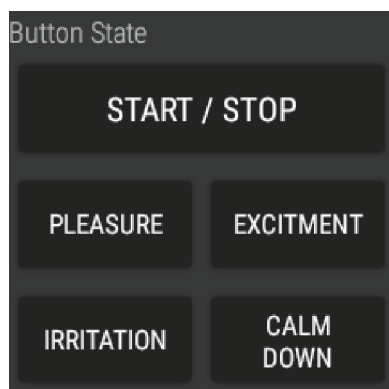 Button State
START / STOP
PLEASURE
EXCITMENT
IRRITATION
CALM
DOWN